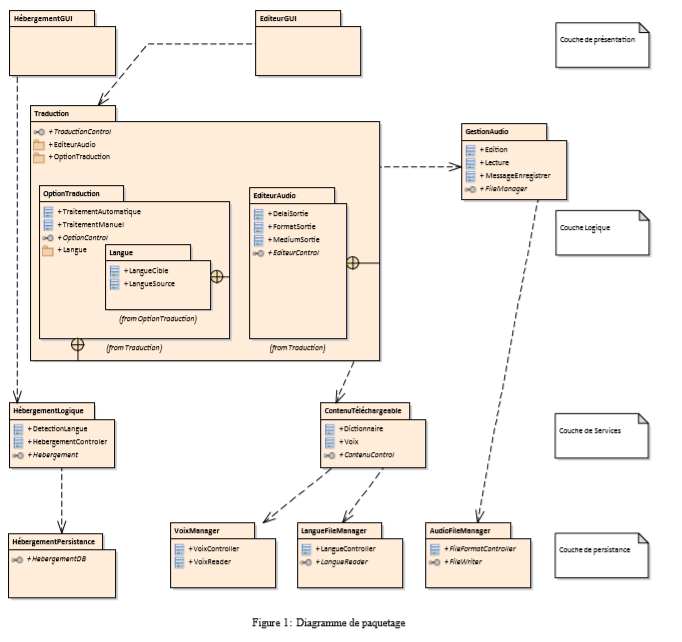 HébergementGUI
EditeurGUI
Couche de présentation
Traduction
+ TraductionControl
+ EditeurAudio
+ OptionTraduction
GestionAudio
+ Edition
+ Lecture
+ MessageEnregistrer
+ FileManager
OptionTraduction
+ TraitementAutomatique
+ TraitementManuel
+ OptionControl
+ Langue
EditeurAudio
+ DelaiSortie
+ FormatSortie
+ MediumSortie
+ EditeurControl
Couche Logique
Langue
+ LangueCible
+ LangueSource
(from OptionTraduction)
(from Traduction)
(from Traduction)
HébergementLogique
+ DetectionLangue
+ HebergementControler
+ Hebergement
ContenuTéléchargeable
+ Dictionnaire
+ Voix
+ ContenuControl
Couche de Services
HébergementPersistance
+ HebergementDB
VoixManager
+ VoixController
+ VoixReader
LangueFileManager
+ LangueController
+ LangueReader
AudioFileManager
+ FileFormatController
+ FileWriter
Couche de persistance
Figure 1: Diagramme de paquetage